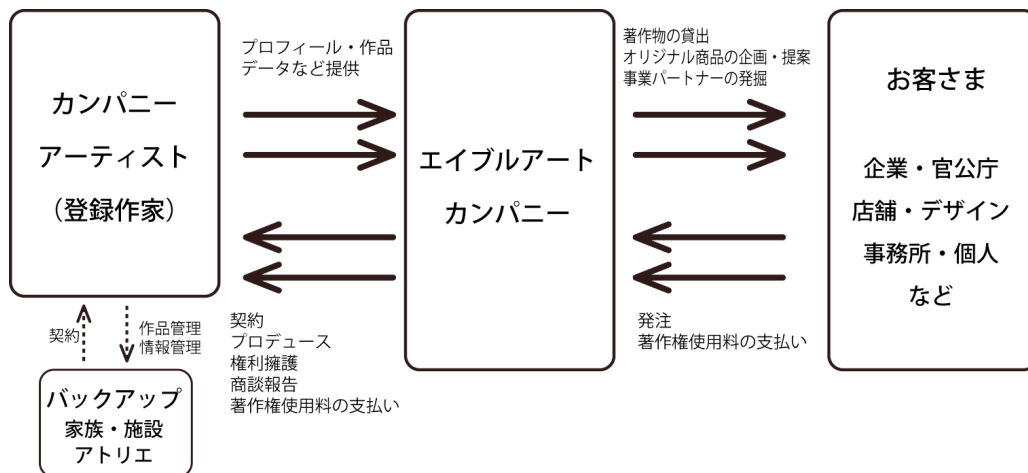 カンパニー
アーティスト
（登録作家）
プロフィール・作品
データなど提供
エイブルアート
カンパニー
著作物の貸出
オリジナル商品の企画・提案
事業パートナーの発掘
お客さま
企業・官公庁
店舗・デザイン
事務所・個人
など
契約
プロデュース
権利擁護
商談報告
著作権使用料の支払い
発注
著作権使用料の支払い
契約
作品管理
情報管理
バックアップ
家族・施設
アトリエ